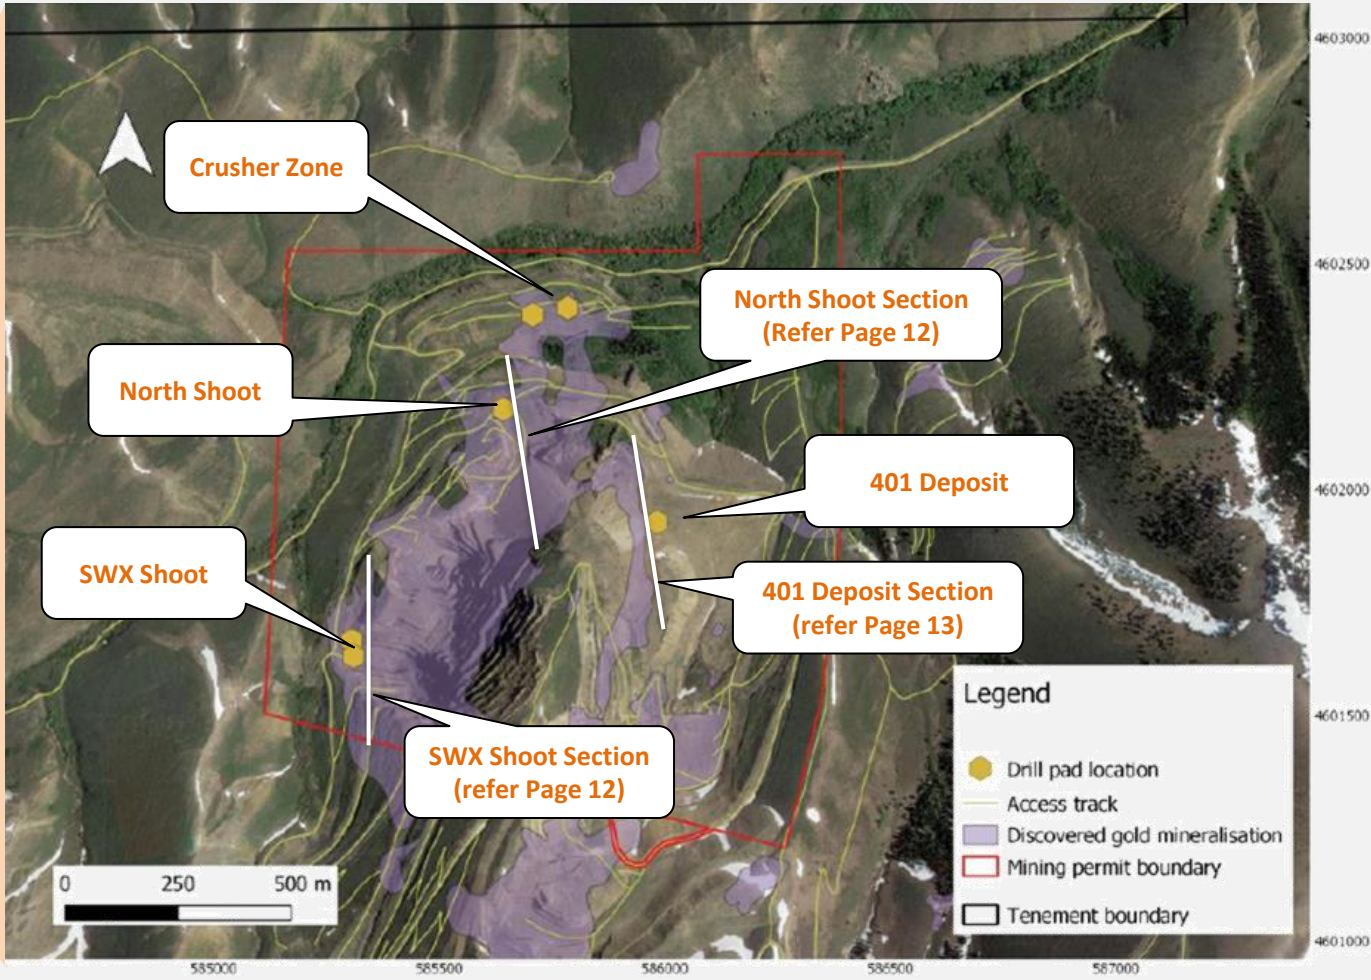 4603000
Crusher Zone
4602500
North Shoot Section
(Refer Page 12)
North Shoot
401 Deposit
4602000
SWX Shoot
401 Deposit Section
(refer Page 13)
Legend
4601500
SWX Shoot Section
(refer Page 12)
Drill pad location
Access track
Discovered gold mineralisation
Mining permit boundary
Tenement boundary
0 250 500 m
4601000
585000 585500 586000 586500 587000